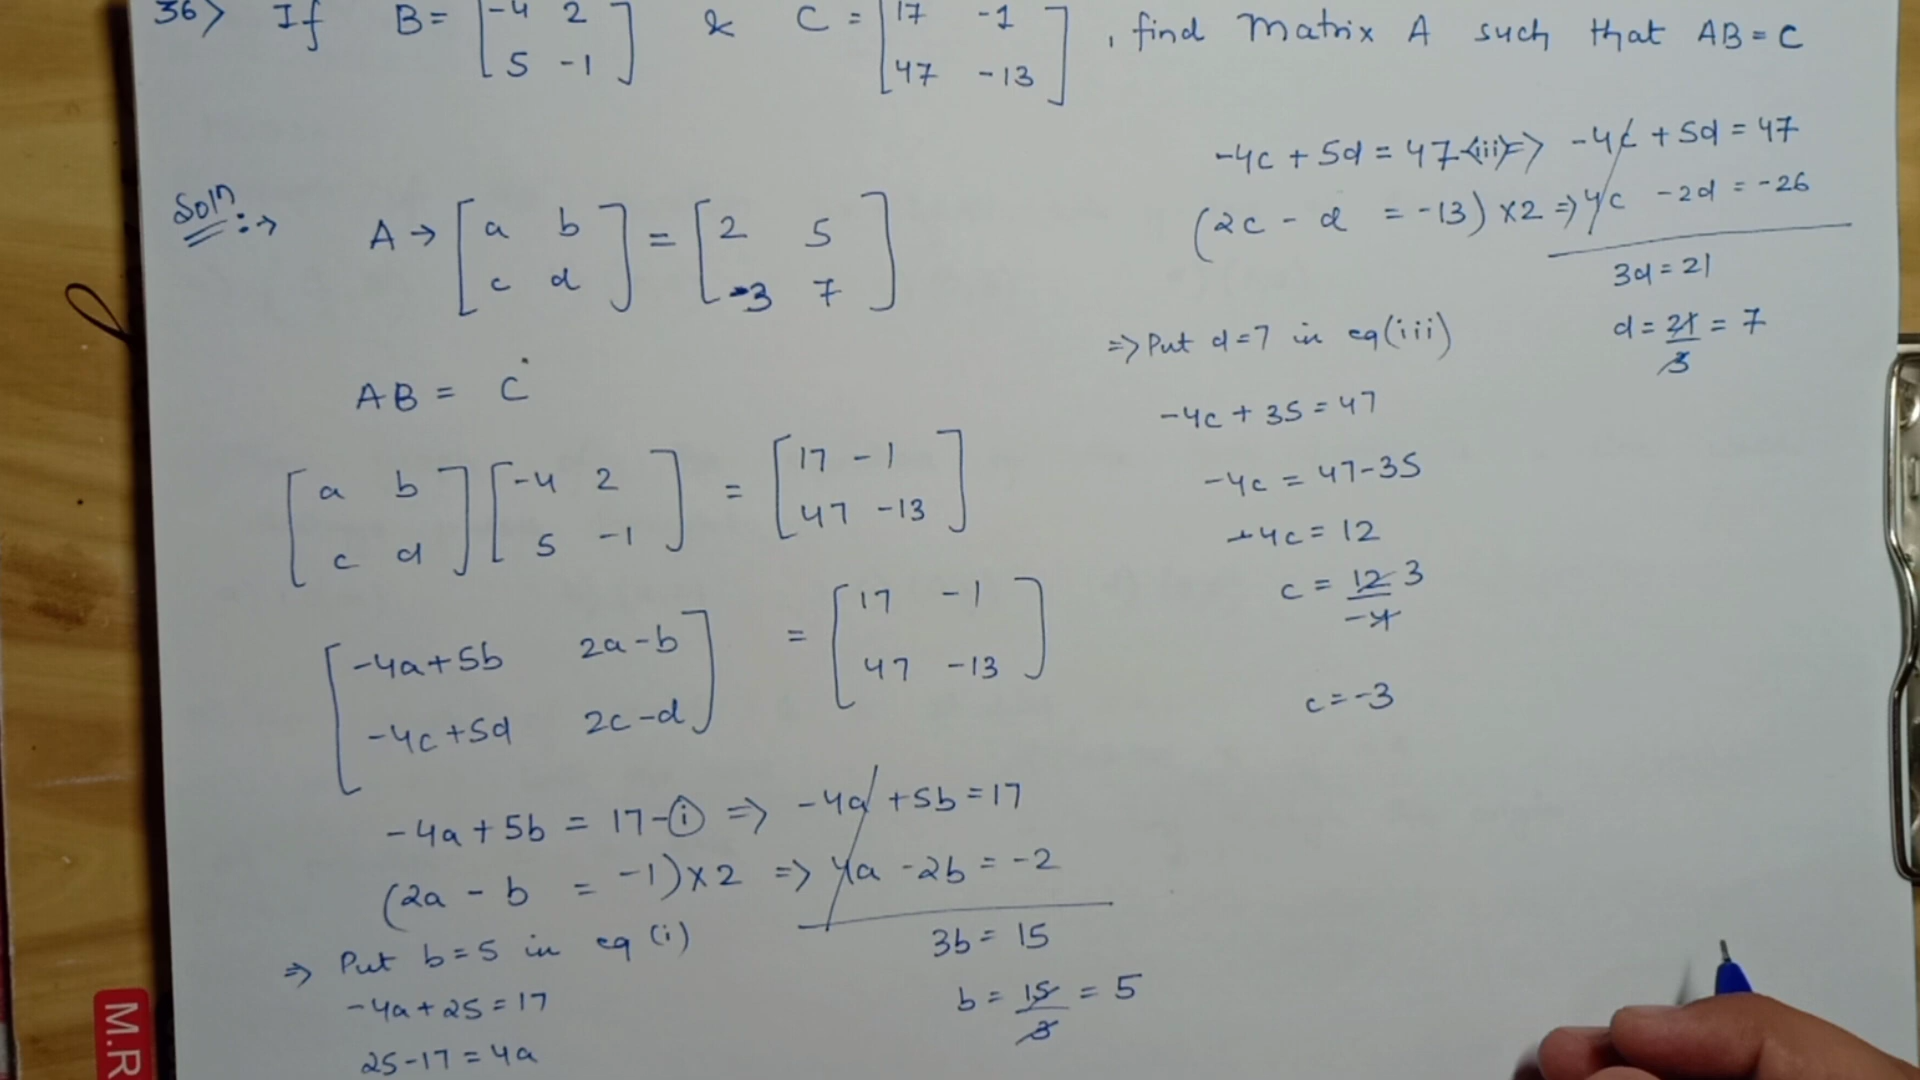 36> If B = [-4 2 & C = [17 -1 , find Matrix A such that AB = C
5 -1] 47 -13]
Soln :→ A → [a b = [2 5
c d] -3 7]
AB = C
[a b [-4 2 = [17 -1
c d] 5 -1] 47 -13]
[-4a+5b 2a-b = [17 -1
-4c+5d 2c-d] 47 -13]
-4a + 5b = 17 - (i) => -4a + 5b = 17
(2a - b = -1) x 2 => 4a - 2b = -2
3b = 15
b = 15/3 = 5
=> Put b = 5 in eq (i)
-4a + 25 = 17
25-17 = 4a
-4c + 5d = 47 (iii) => -4c + 5d = 47
(2c - d = -13) x 2 => 4c - 2d = -26
3d = 21
d = 21/3 = 7
=> Put d = 7 in eq (iii)
-4c + 35 = 47
-4c = 47-35
-4c = 12
c = 12/-4 3
c = -3
M.R